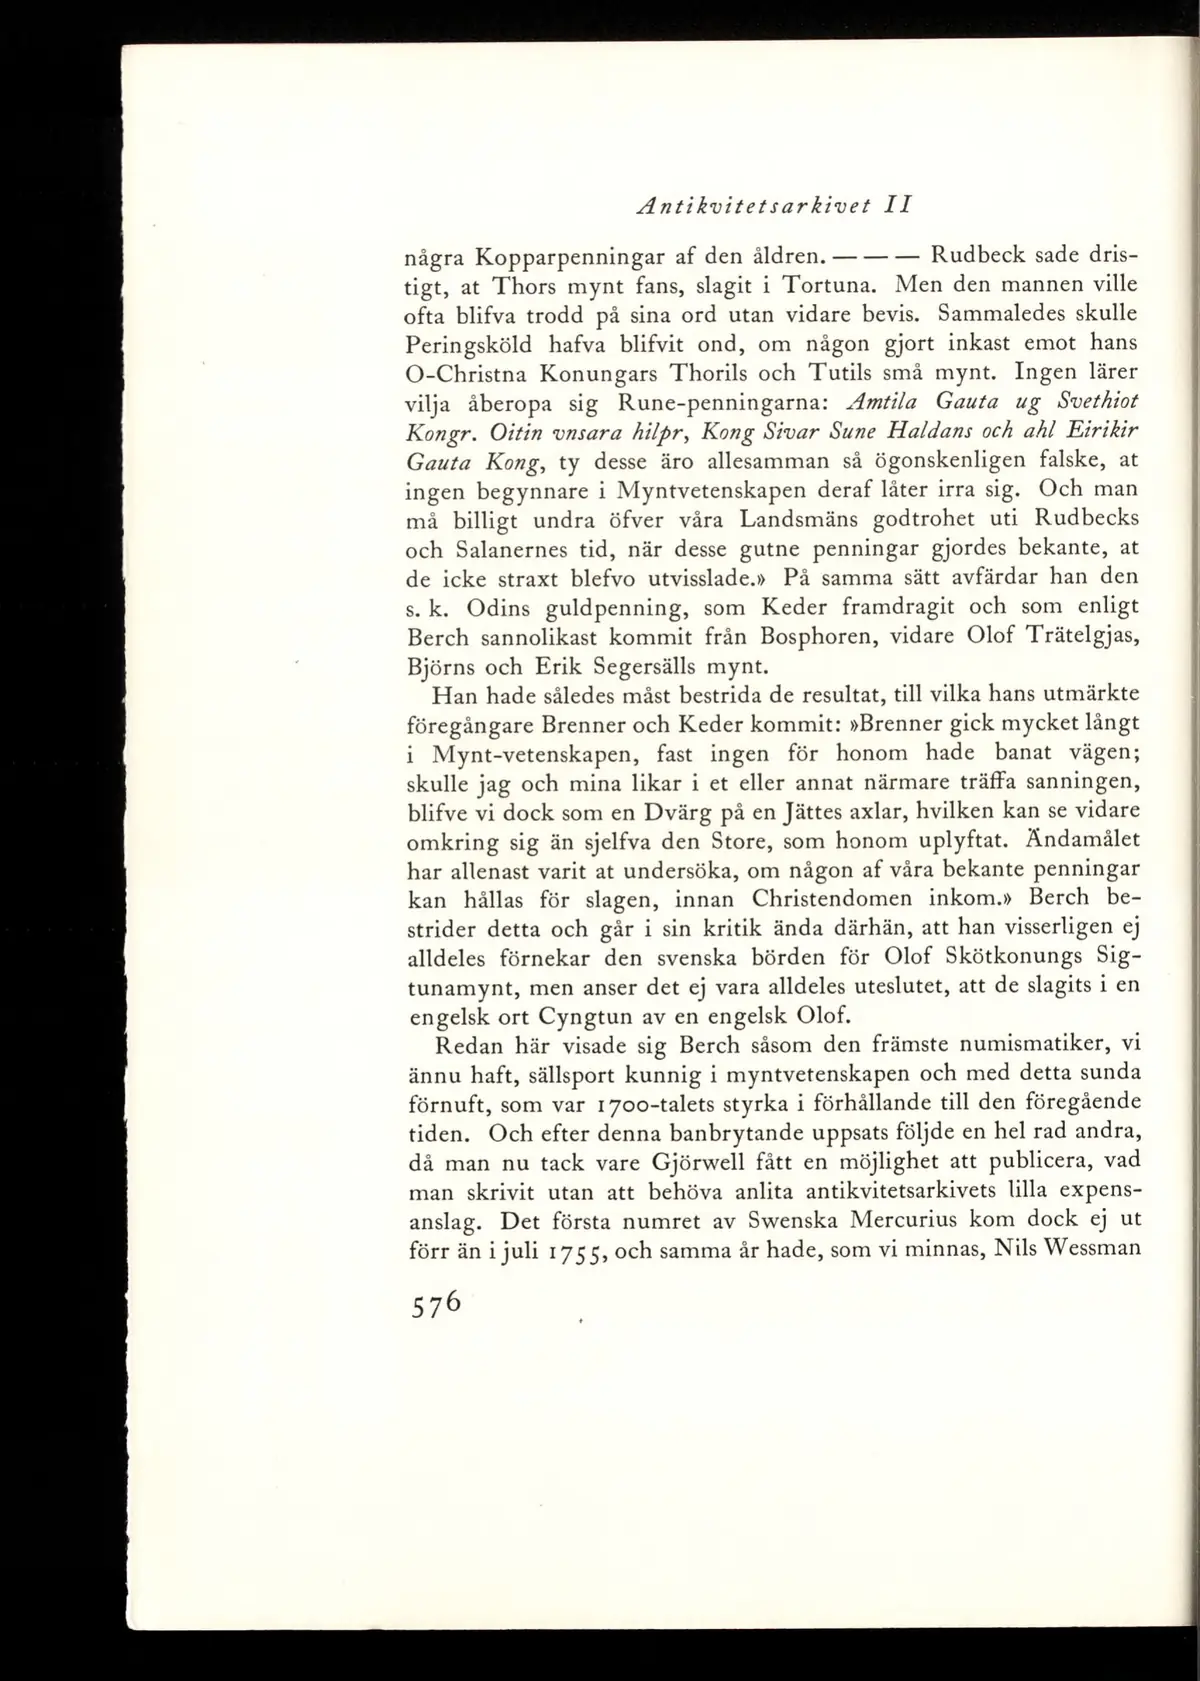 Antikvitetsarkivet II
några Kopparpenningar af den åldren. — — — Rudbeck sade dris-
tigt, at Thors mynt fans, slagit i Tortuna. Men den mannen ville
ofta blifva trodd på sina ord utan vidare bevis. Sammaledes skulle
Peringsköld hafva blifvit ond, om någon gjort inkast emot hans
O-Christna Konungars Thorils och Tutils små mynt. Ingen lärer
vilja åberopa sig Rune-penningarna: Amtila Gauta ug Svethiot
Kongr. Oitin vnsara hilpr, Kong Sivar Sune Haldans och ahl Eirikir
Gauta Kong, ty desse äro allesamman så ögonskenligen falske, at
ingen begynnare i Myntvetenskapen deraf låter irra sig. Och man
må billigt undra öfver våra Landsmäns godtrohet uti Rudbecks
och Salanernes tid, när desse gutne penningar gjordes bekante, at
de icke straxt blefvo utvisslade.» På samma sätt avfärdar han den
s. k. Odins guldpenning, som Keder framdragit och som enligt
Berch sannolikast kommit från Bosphoren, vidare Olof Trätelgjas,
Björns och Erik Segersälls mynt.
Han hade således måst bestrida de resultat, till vilka hans utmärkte
föregångare Brenner och Keder kommit: »Brenner gick mycket långt
i Mynt-vetenskapen, fast ingen för honom hade banat vägen;
skulle jag och mina likar i et eller annat närmare träffa sanningen,
blifve vi dock som en Dvärg på en Jättes axlar, hvilken kan se vidare
omkring sig än sjelfva den Store, som honom uplyftat. Ändamålet
har allenast varit at undersöka, om någon af våra bekante penningar
kan hållas för slagen, innan Christendomen inkom.» Berch be-
strider detta och går i sin kritik ända därhän, att han visserligen ej
alldeles förnekar den svenska börden för Olof Skötkonungs Sig-
tunamynt, men anser det ej vara alldeles uteslutet, att de slagits i en
engelsk ort Cyngtun av en engelsk Olof.
Redan här visade sig Berch såsom den främste numismatiker, vi
ännu haft, sällsport kunnig i myntvetenskapen och med detta sunda
förnuft, som var 1700-talets styrka i förhållande till den föregående
tiden. Och efter denna banbrytande uppsats följde en hel rad andra,
då man nu tack vare Gjörwell fått en möjlighet att publicera, vad
man skrivit utan att behöva anlita antikvitetsarkivets lilla expens-
anslag. Det första numret av Swenska Mercurius kom dock ej ut
förr än i juli 1755, och samma år hade, som vi minnas, Nils Wessman
576